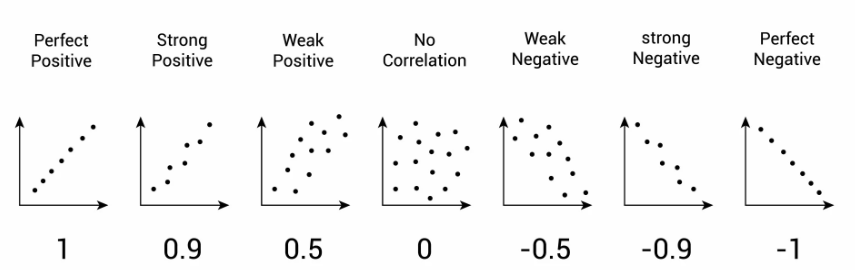 Perfect
Positive
Strong
Positive
Weak
Positive
No
Correlation
Weak
Negative
strong
Negative
Perfect
Negative
1
0.9
0.5
0
-0.5
-0.9
-1